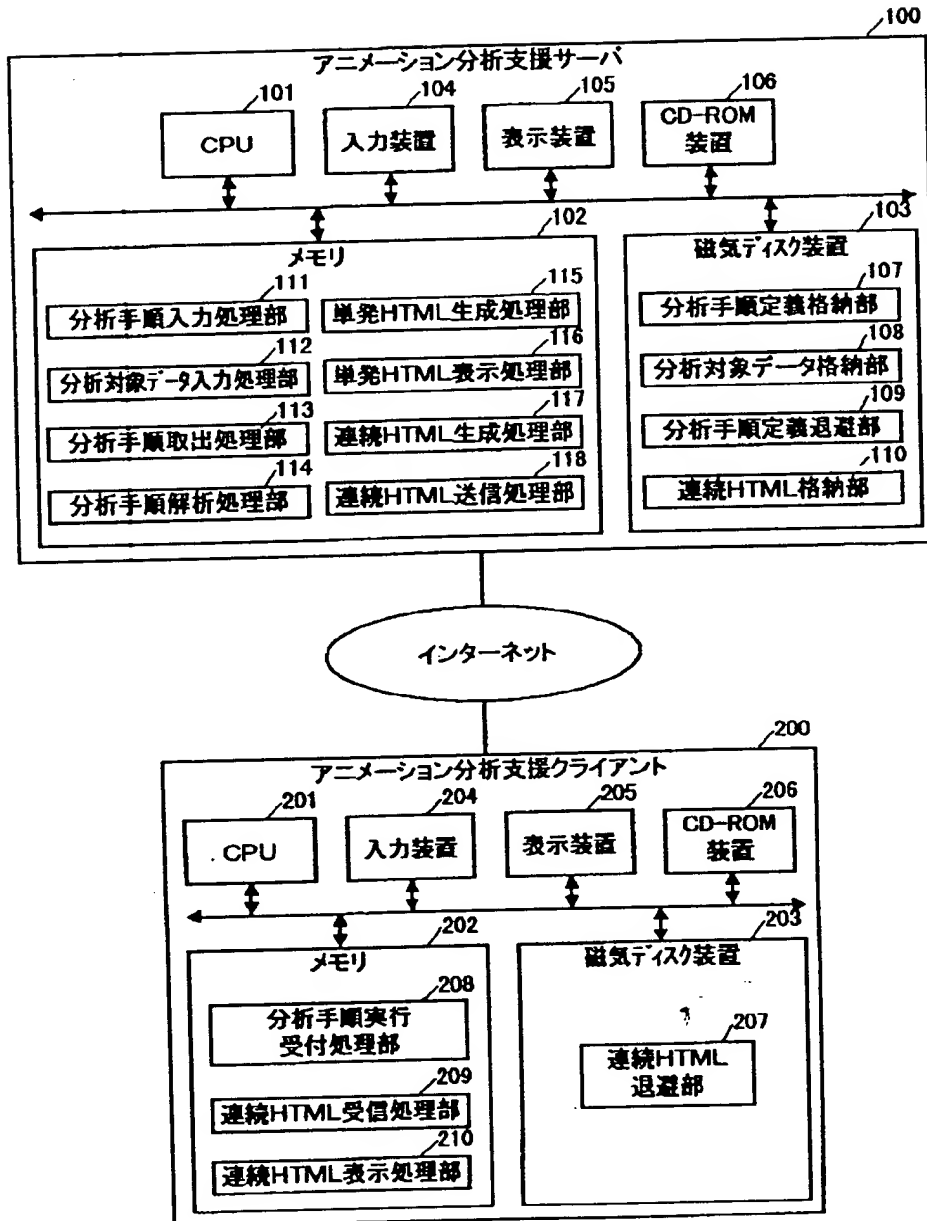 100
アニメーション分析支援サーバ
101
CPU
104
入力装置
105
表示装置
106
CD-ROM
装置
102
メモリ
111
分析手順入力処理部
112
分析対象データ入力処理部
113
分析手順取出処理部
114
分析手順解析処理部
115
単発HTML生成処理部
116
単発HTML表示処理部
117
連続HTML生成処理部
118
連続HTML送信処理部
103
磁気ディスク装置
107
分析手順定義格納部
108
分析対象データ格納部
109
分析手順定義退避部
110
連続HTML格納部
インターネット
200
アニメーション分析支援クライアント
201
CPU
204
入力装置
205
表示装置
206
CD-ROM
装置
202
メモリ
208
分析手順実行
受付処理部
209
連続HTML受信処理部
210
連続HTML表示処理部
203
磁気ディスク装置
207
連続HTML
退避部